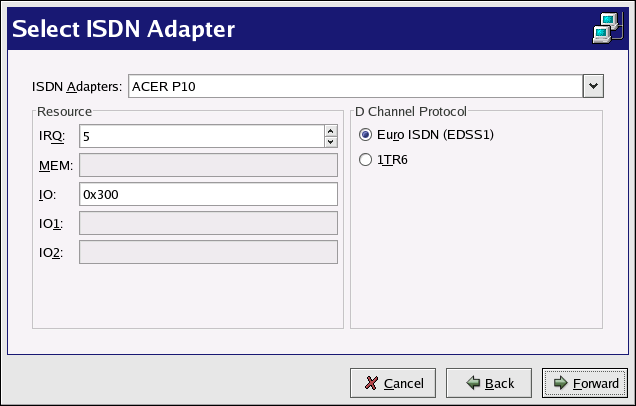 Select ISDN Adapter
ISDN Adapters: ACER P10
Resource
IRQ: 5
MEM:
IO: 0x300
IO1:
IO2:
D Channel Protocol
Euro ISDN (EDSS1)
1TR6
Cancel
Back
Forward